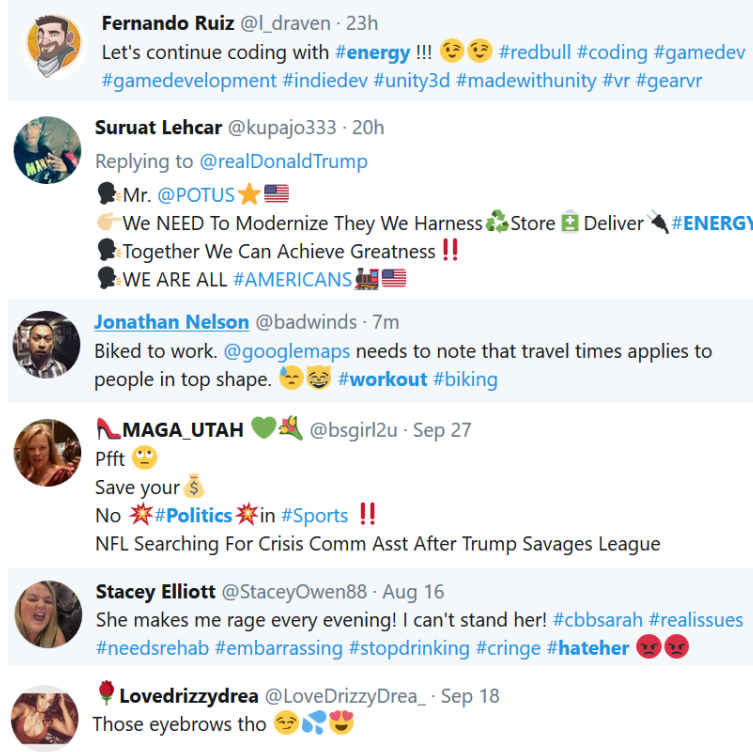 Fernando Ruiz @l_draven · 23h
Let's continue coding with #energy !!! 😉😉 #redbull #coding #gamedev
#gamedevelopment #indiedev #unity3d #madewithunity #vr #gearvr
Suruat Lehcar @kupajo333 · 20h
Replying to @realDonaldTrump
🗣Mr. @POTUS⭐🇺🇸
👉🏼We NEED To Modernize They We Harness♻Store🔋Deliver🔌#ENERGY
🗣Together We Can Achieve Greatness‼
🗣WE ARE ALL #AMERICANS🚂🇺🇸
Jonathan Nelson @badwinds · 7m
Biked to work. @googlemaps needs to note that travel times applies to
people in top shape. 😓😸 #workout #biking
👠MAGA_UTAH 💚💐 @bsgirl2u · Sep 27
Pfft 🙄
Save your💰
No 💥#Politics💥in #Sports ‼
NFL Searching For Crisis Comm Asst After Trump Savages League
Stacey Elliott @StaceyOwen88 · Aug 16
She makes me rage every evening! I can't stand her! #cbbsarah #realissues
#needsrehab #embarrassing #stopdrinking #cringe #hateher 😡😡
🌹Lovedrizzydrea @LoveDrizzyDrea_ · Sep 18
Those eyebrows tho 😏💦😍